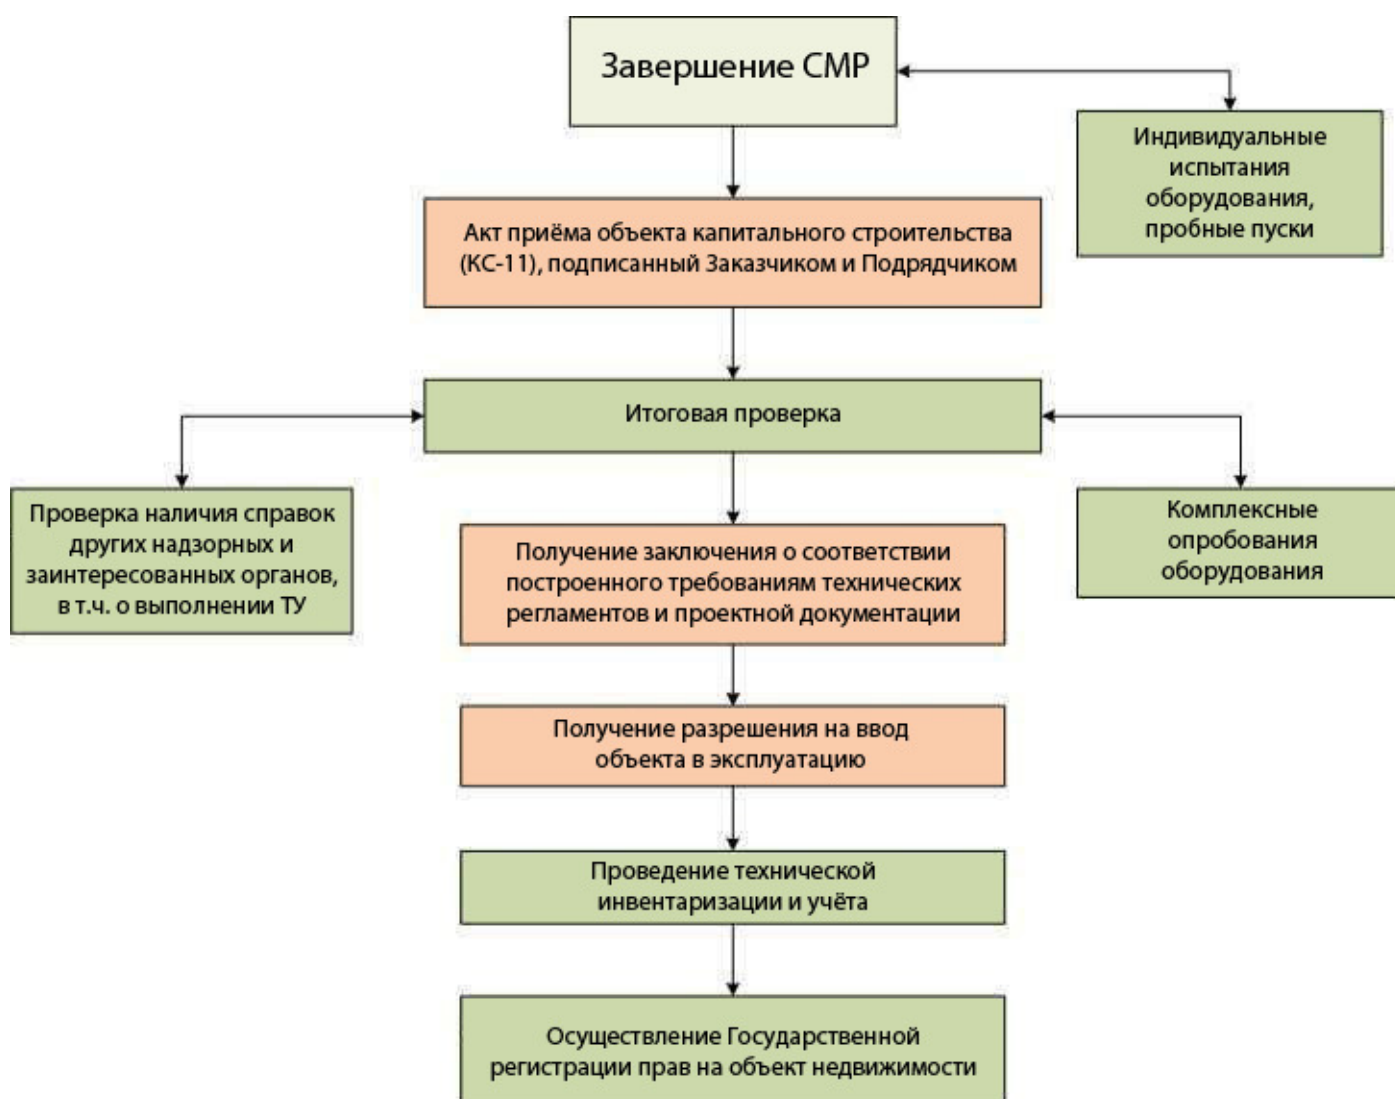 Завершение СМР
Индивидуальные
испытания
оборудования,
пробные пуски
Акт приёма объекта капитального строительства
(КС-11), подписанный Заказчиком и Подрядчиком
Итоговая проверка
Проверка наличия справок
других надзорных и
заинтересованных органов,
в т.ч. о выполнении ТУ
Комплексные
опробования
оборудования
Получение заключения о соответствии
построенного требованиям технических
регламентов и проектной документации
Получение разрешения на ввод
объекта в эксплуатацию
Проведение технической
инвентаризации и учёта
Осуществление Государственной
регистрации прав на объект недвижимости